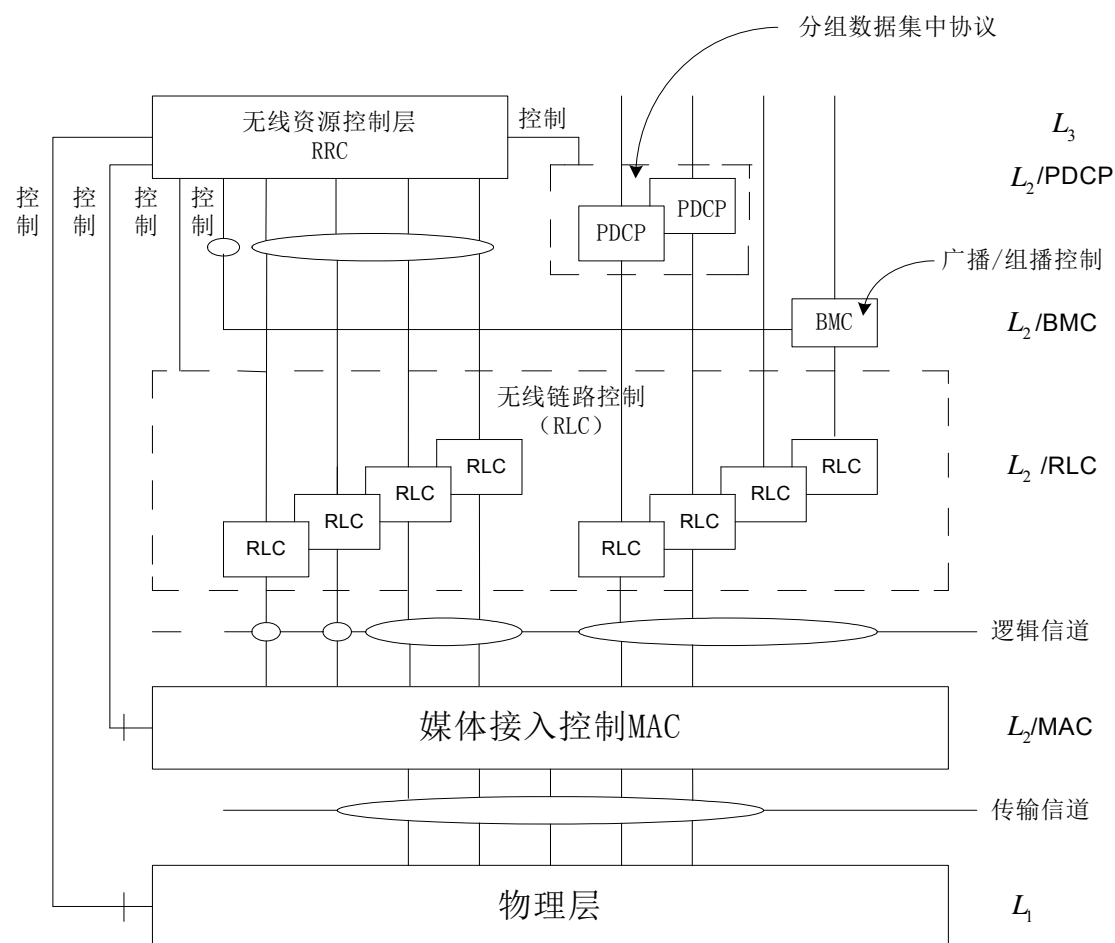 分组数据集中协议
无线资源控制层
RRC
控制
L₃
控制
控制
控制
控制
L₂/PDCP
PDCP
PDCP
广播/组播控制
BMC
L₂/BMC
无线链路控制
（RLC）
RLC
RLC
RLC
RLC
RLC
RLC
RLC
RLC
L₂/RLC
逻辑信道
媒体接入控制MAC
L₂/MAC
传输信道
物理层
L₁